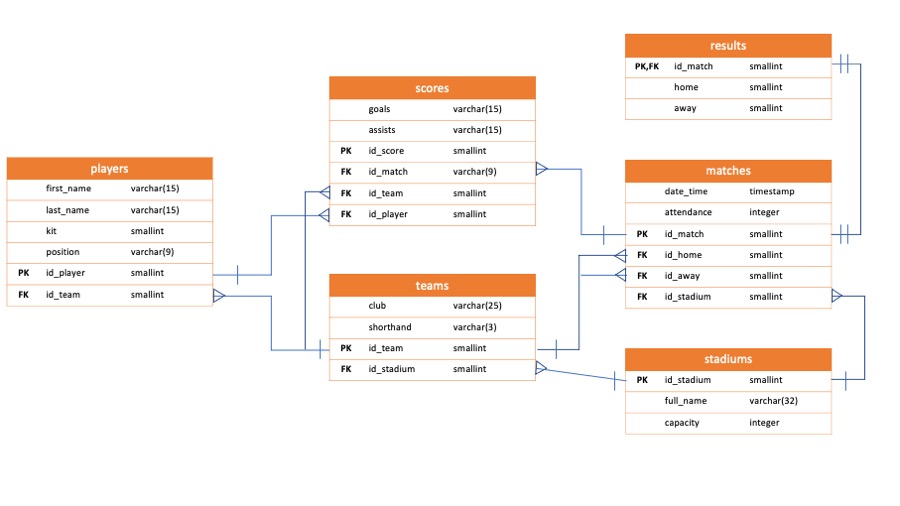 players
first_name varchar(15)
last_name varchar(15)
kit smallint
position varchar(9)
PK id_player smallint
FK id_team smallint
scores
goals varchar(15)
assists varchar(15)
PK id_score smallint
FK id_match varchar(9)
FK id_team smallint
FK id_player smallint
teams
club varchar(25)
shorthand varchar(3)
PK id_team smallint
FK id_stadium smallint
results
PK,FK id_match smallint
home smallint
away smallint
matches
date_time timestamp
attendance integer
PK id_match smallint
FK id_home smallint
FK id_away smallint
FK id_stadium smallint
stadiums
PK id_stadium smallint
full_name varchar(32)
capacity integer